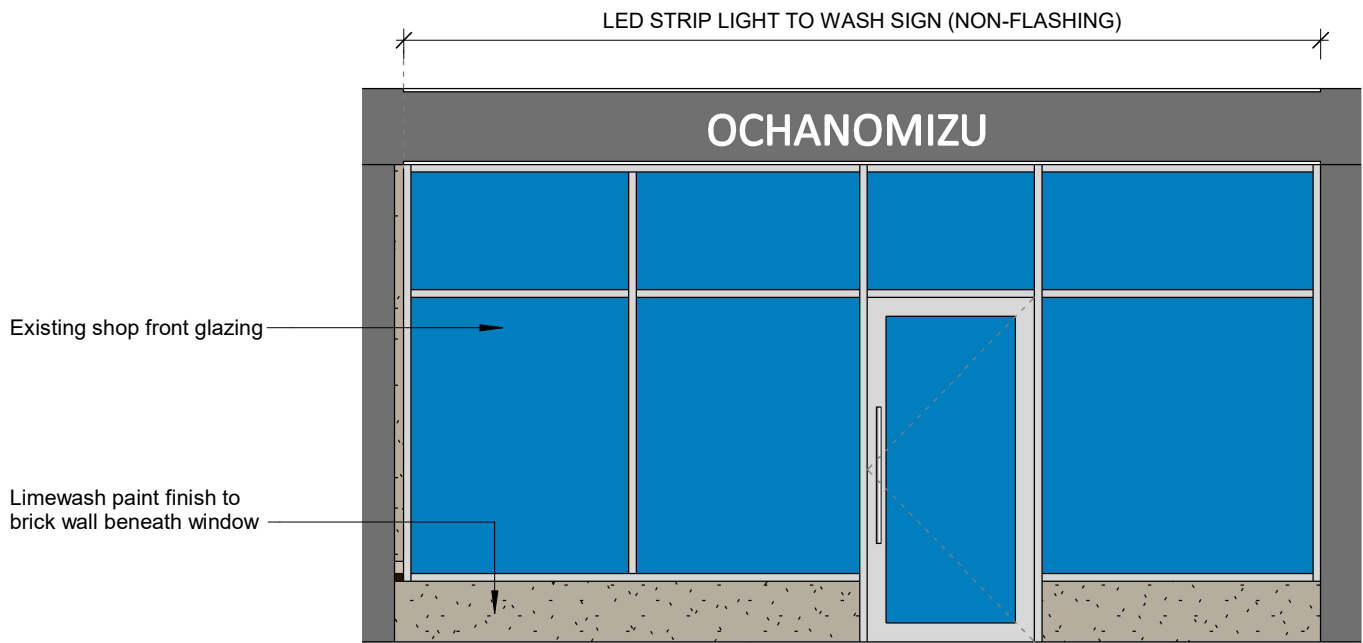 LED STRIP LIGHT TO WASH SIGN (NON-FLASHING)
OCHANOMIZU
Existing shop front glazing
Limewash paint finish to
brick wall beneath window